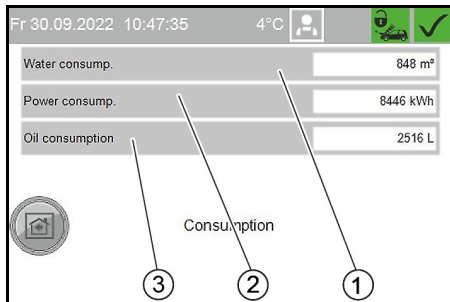 Fr 30.09.2022 10:47:35 4°C
Water consump. 848 m³
Power consump. 8446 kWh
Oil consumption 2516 L
Consumption
3 2 1